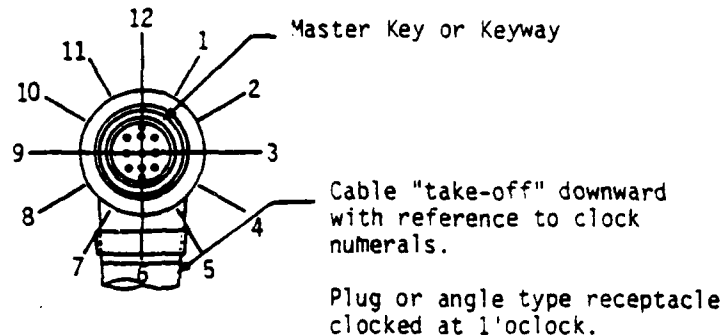 12
11
1
Master Key or Keyway
10
2
9
3
8
4
Cable "take-off" downward
with reference to clock
numerals.
7
6
5
Plug or angle type receptacle
clocked at 1'oclock.